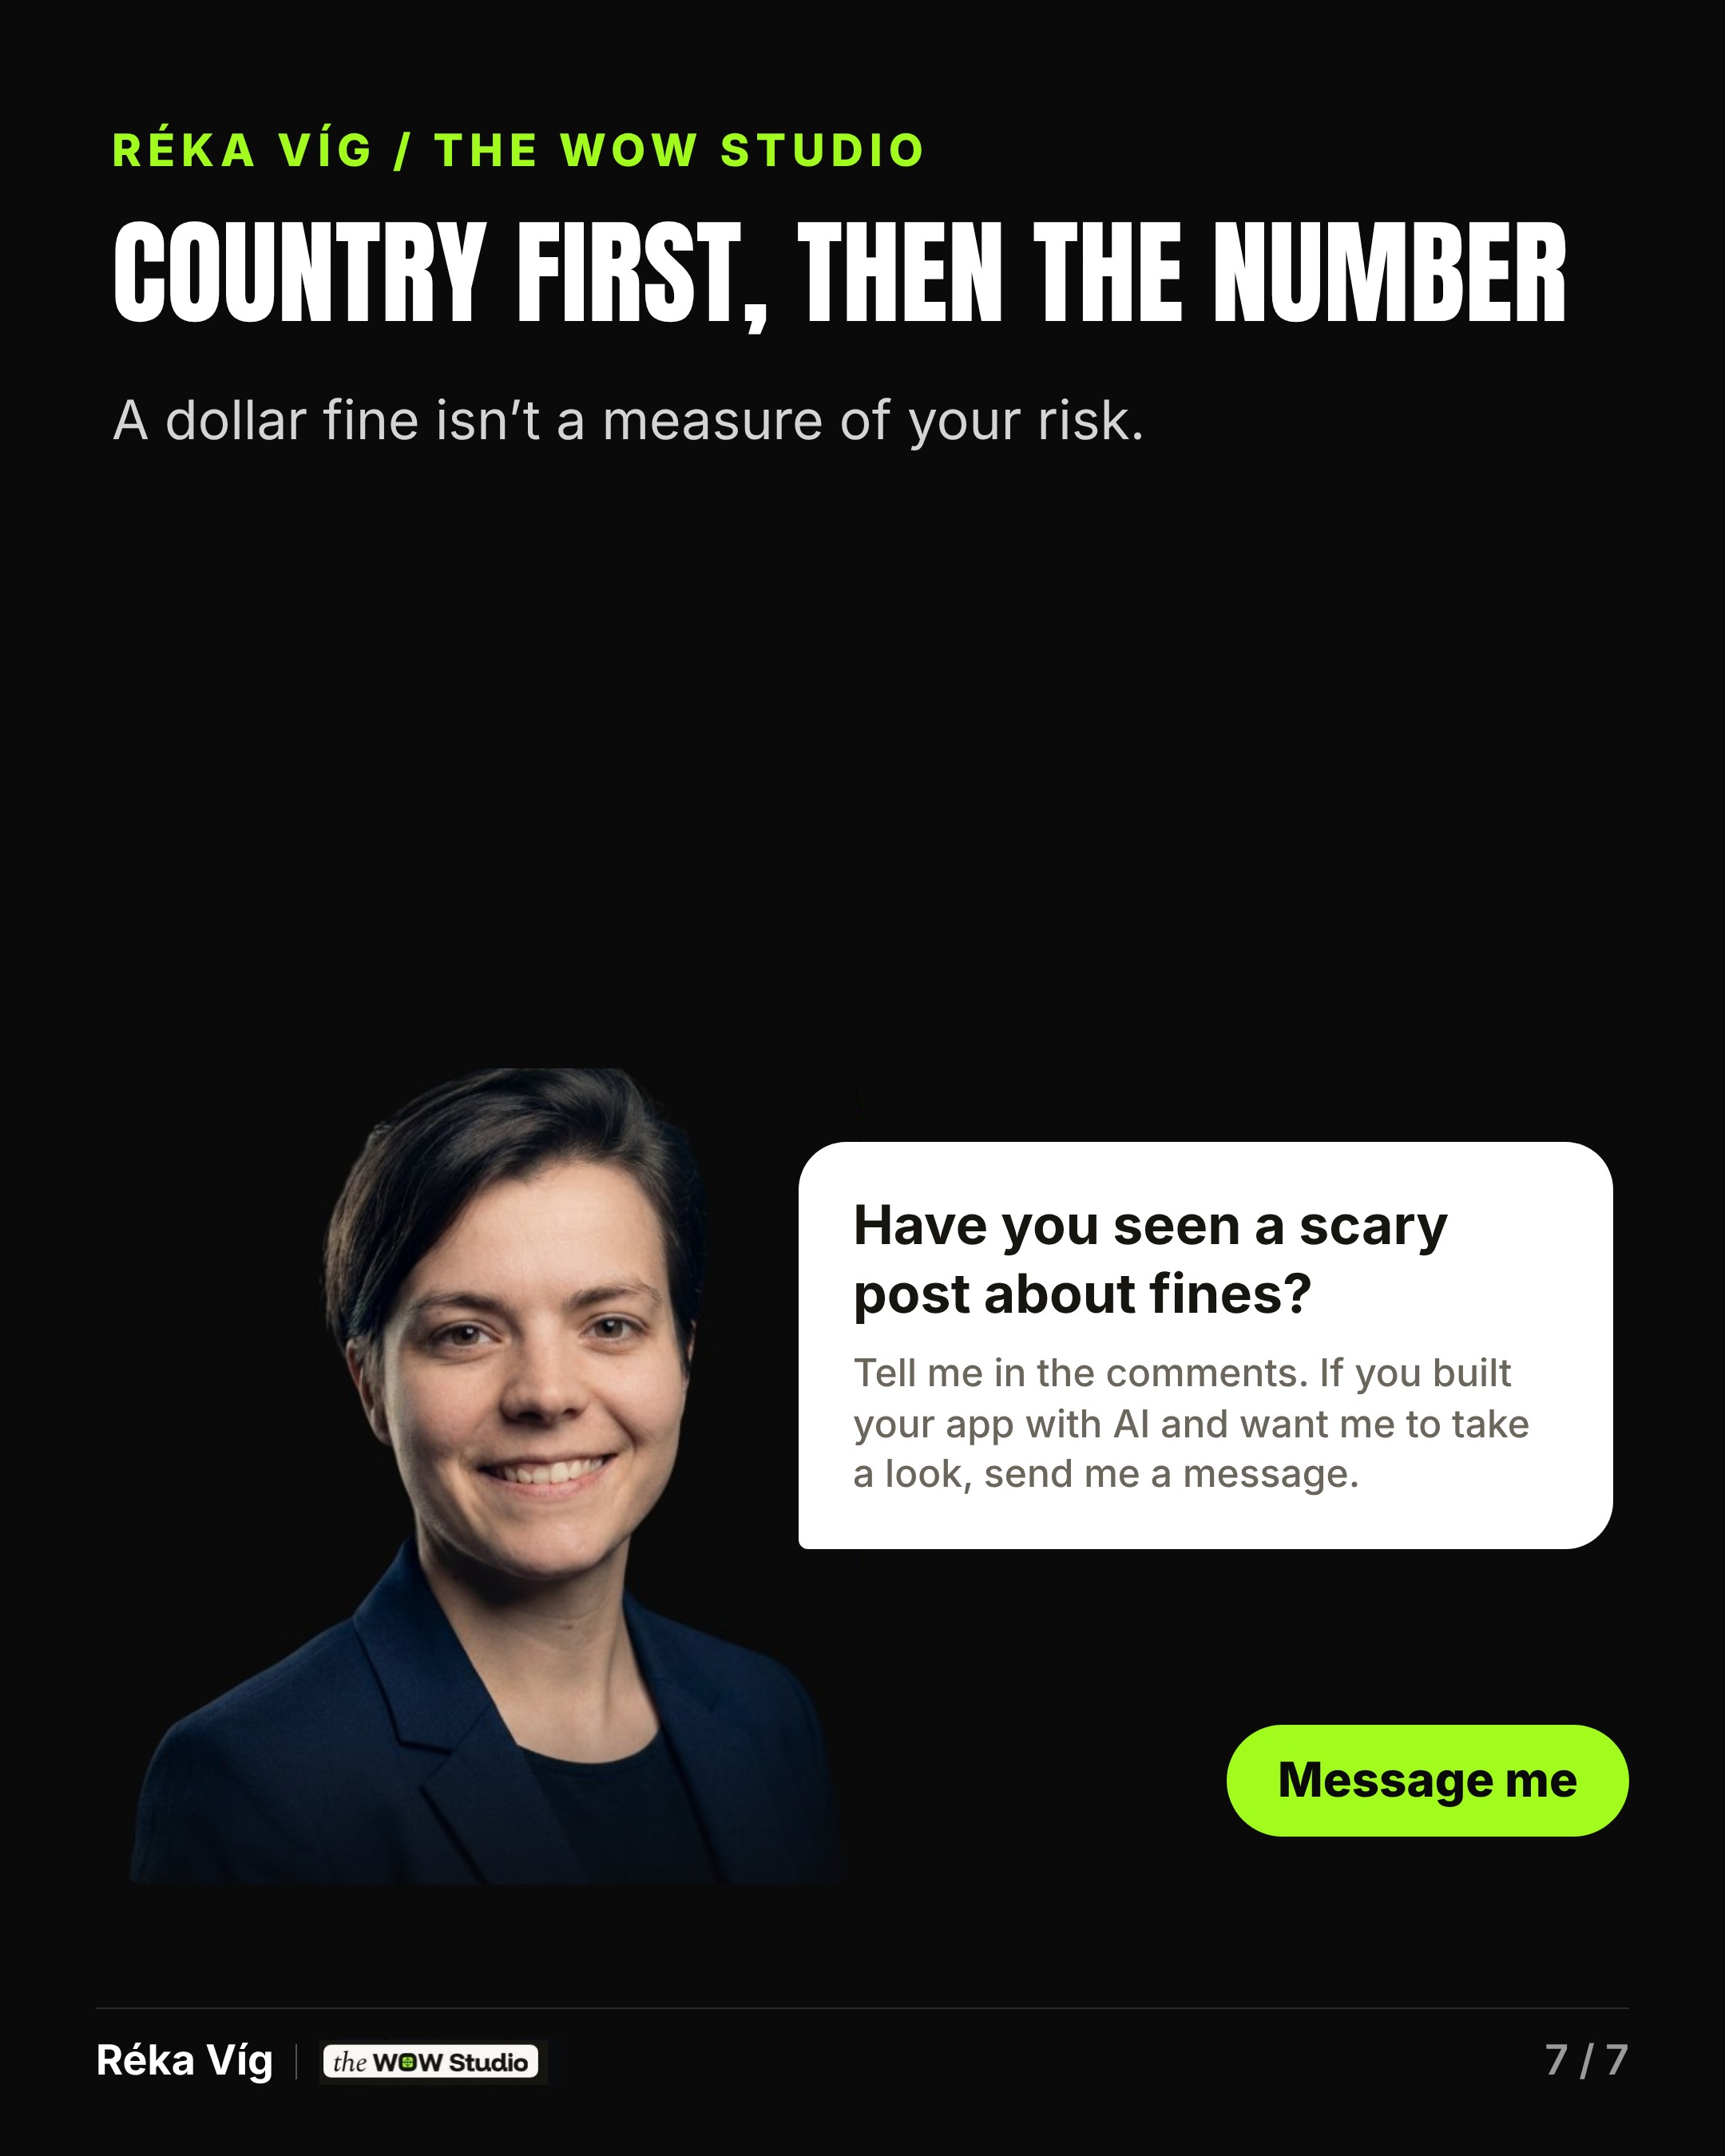 RÉKA VÍG / THE WOW STUDIO
COUNTRY FIRST, THEN THE NUMBER
A dollar fine isn’t a measure of your risk.
Have you seen a scary
post about fines?
Tell me in the comments. If you built
your app with AI and want me to take
a look, send me a message.
Message me
Réka Víg
the WOW Studio
7 / 7